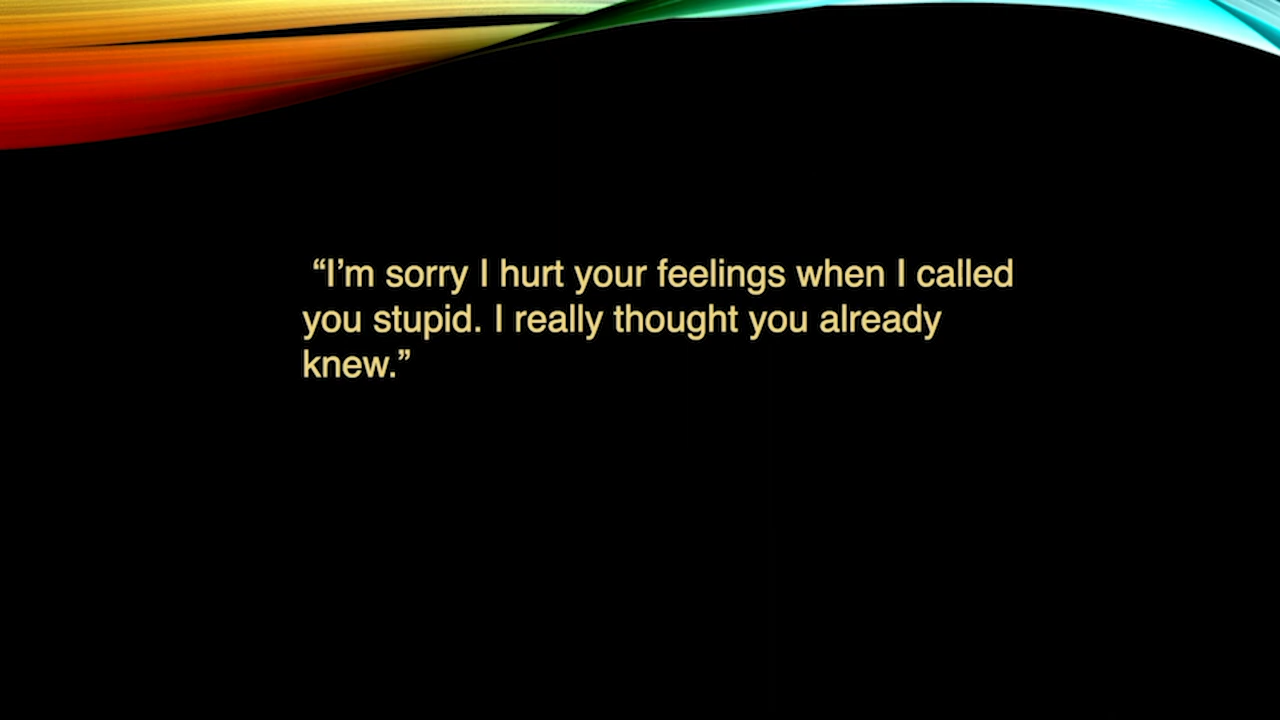 “I’m sorry I hurt your feelings when I called
you stupid. I really thought you already
knew.”